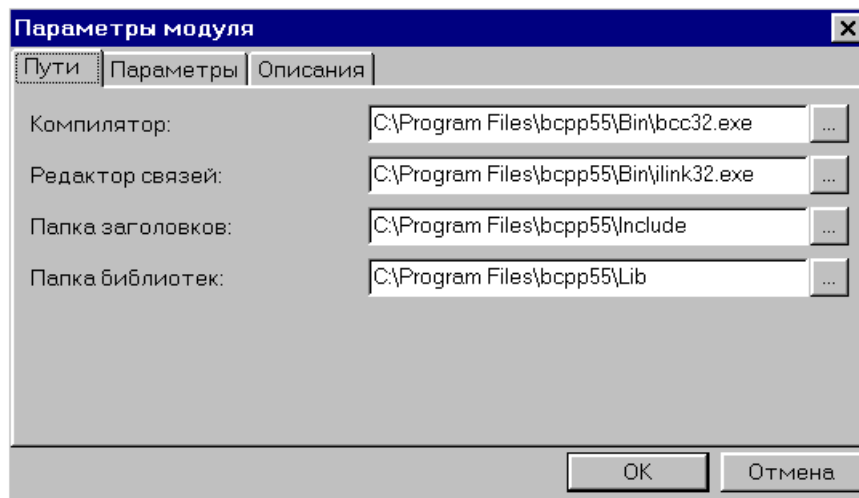 Параметры модуля
Пути Параметры Описания
Компилятор: C:\Program Files\bcpp55\Bin\bcc32.exe ...
Редактор связей: C:\Program Files\bcpp55\Bin\ilink32.exe ...
Папка заголовков: C:\Program Files\bcpp55\Include ...
Папка библиотек: C:\Program Files\bcpp55\Lib ...
OK Отмена